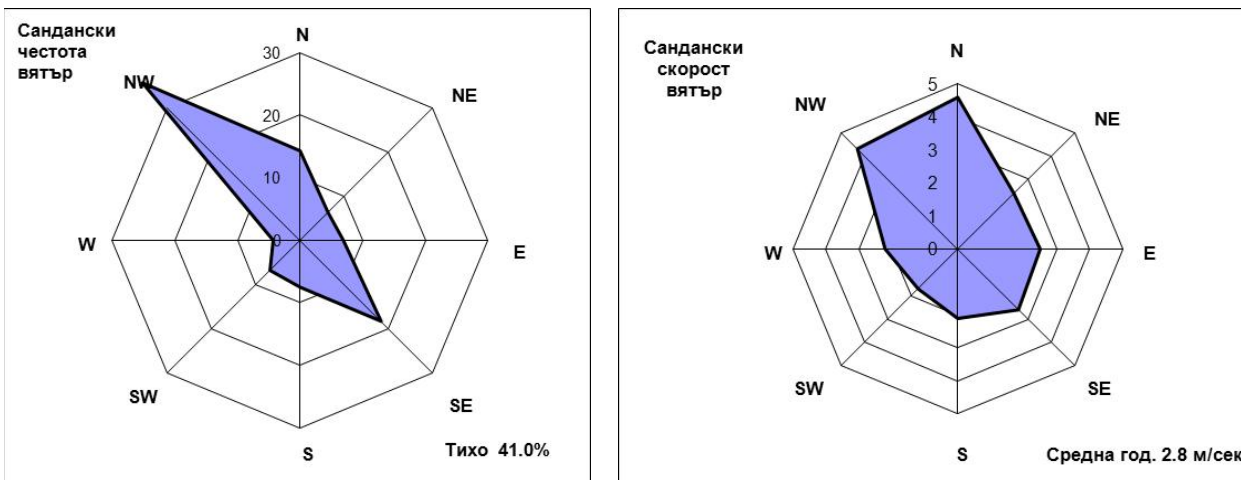 Сандански
честота
вятър
N
30
NW
NE
20
10
W
0
E
SW
SE
S
Тихо 41.0%
Сандански
скорост
вятър
N
5
NW
4
NE
3
2
1
W
0
E
SW
SE
S
Средна год. 2.8 м/сек